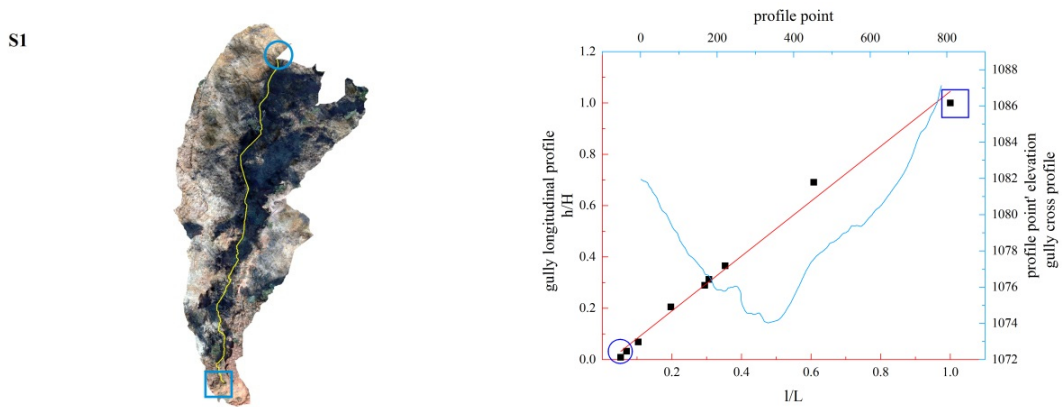 S1
profile point
0 200 400 600 800
1.2
1.0
0.8
0.6
0.4
0.2
0.0
gully longitudinal profile
h/H
1088
1086
1084
1082
1080
1078
1076
1074
1072
profile point' elevation
gully cross profile
0.2 0.4 0.6 0.8 1.0
l/L